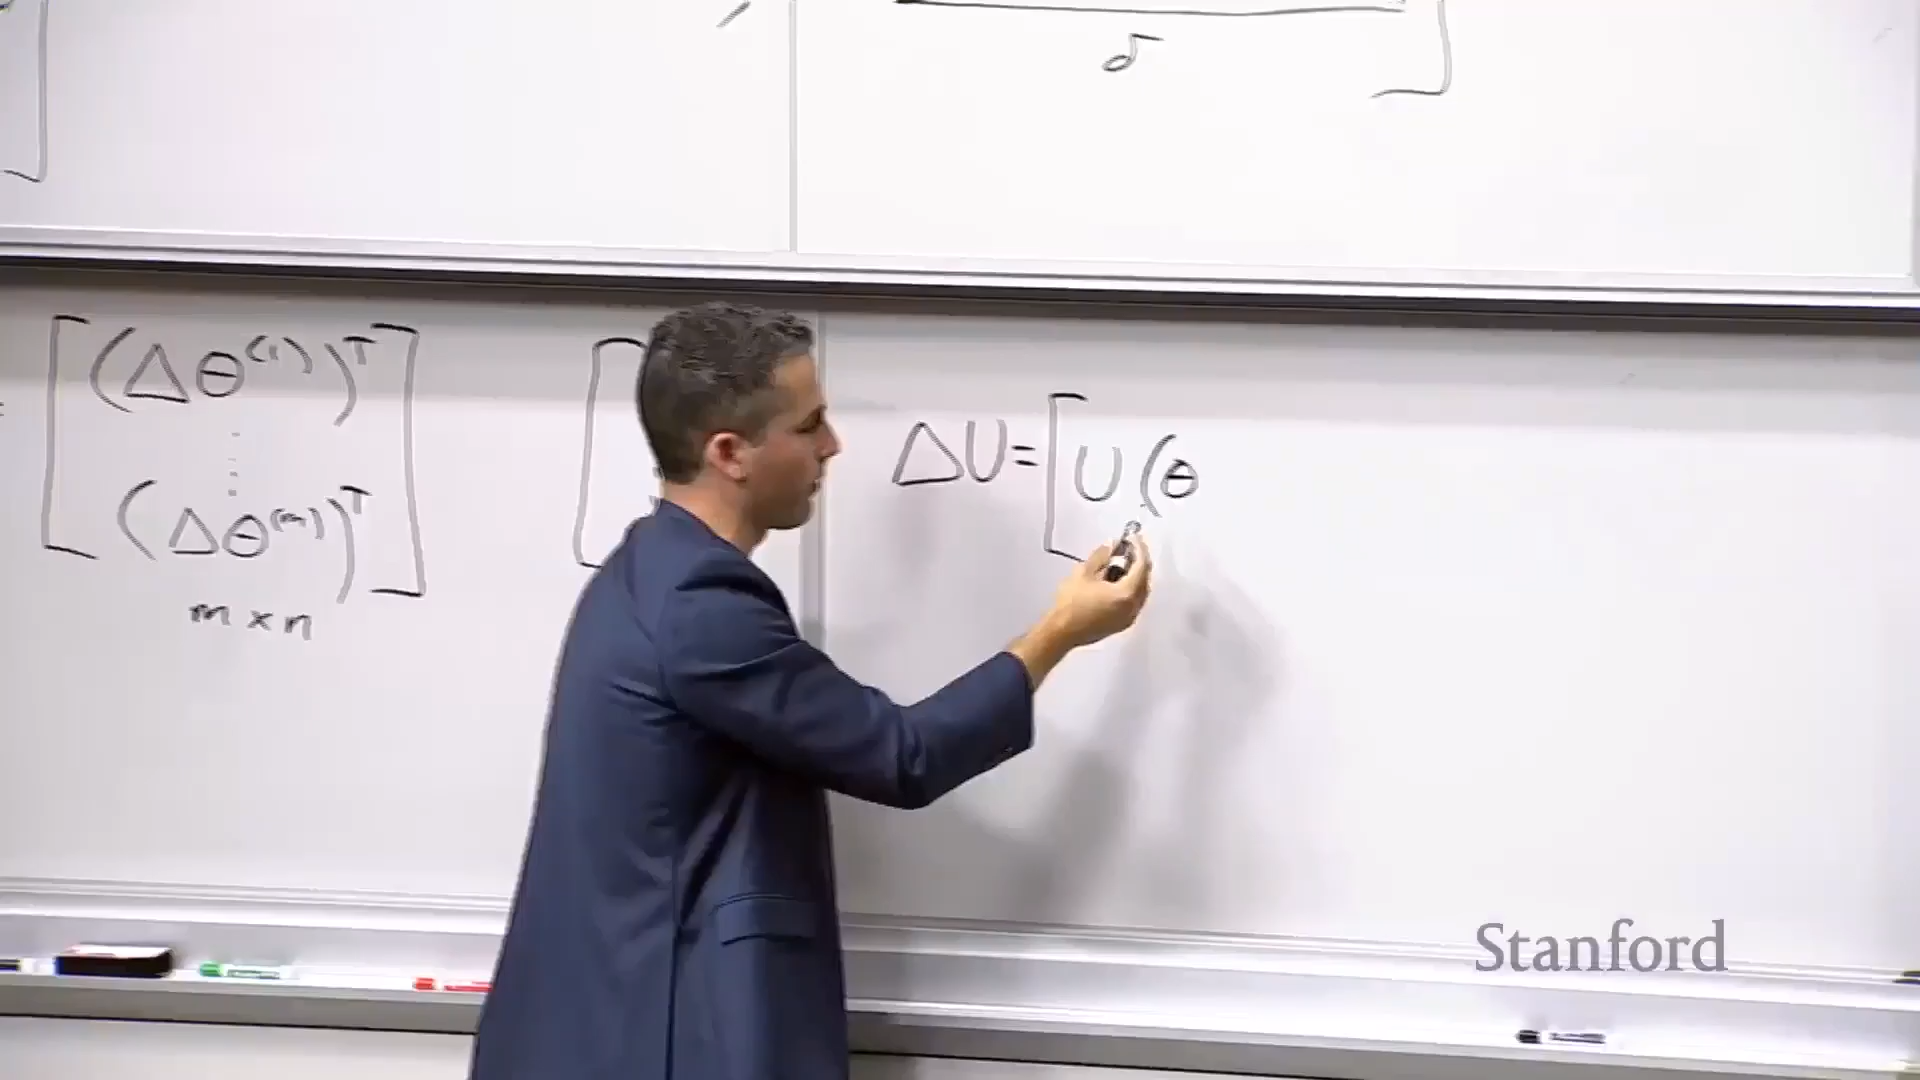 δ
= [ (Δθ⁽¹⁾)ᵀ ⋮ (Δθ⁽ᵐ⁾)ᵀ ]
m × n
ΔU = [ U (θ
Stanford